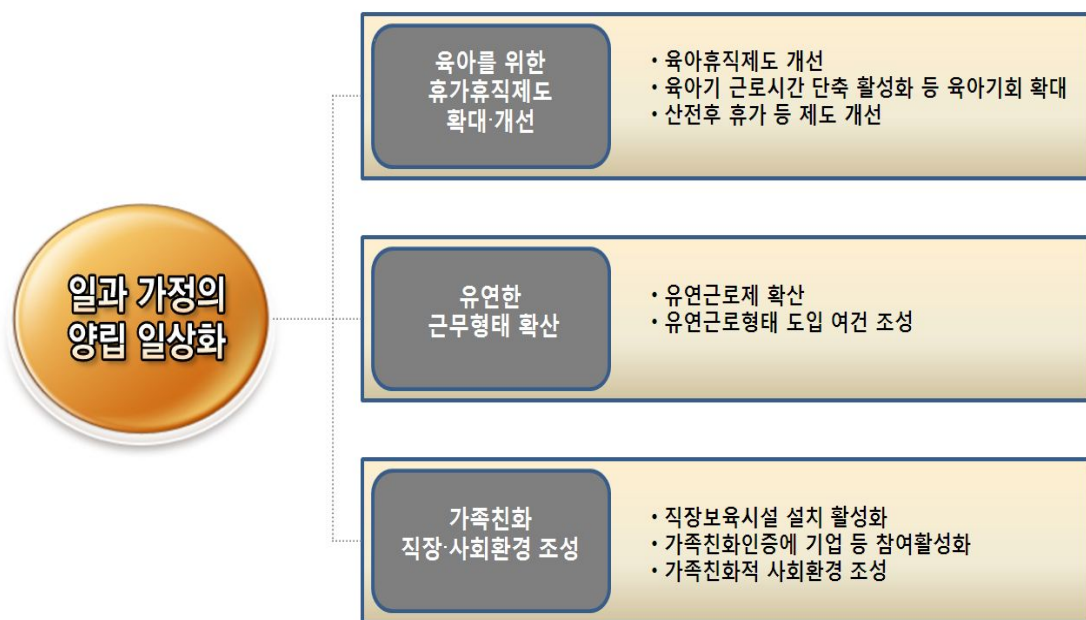 일과 가정의
양립 일상화
육아를 위한
휴가휴직제도
확대·개선
• 육아휴직제도 개선
• 육아기 근로시간 단축 활성화 등 육아기회 확대
• 산전후 휴가 등 제도 개선
유연한
근무형태 확산
• 유연근로제 확산
• 유연근로형태 도입 여건 조성
가족친화
직장·사회환경 조성
• 직장보육시설 설치 활성화
• 가족친화인증에 기업 등 참여활성화
• 가족친화적 사회환경 조성